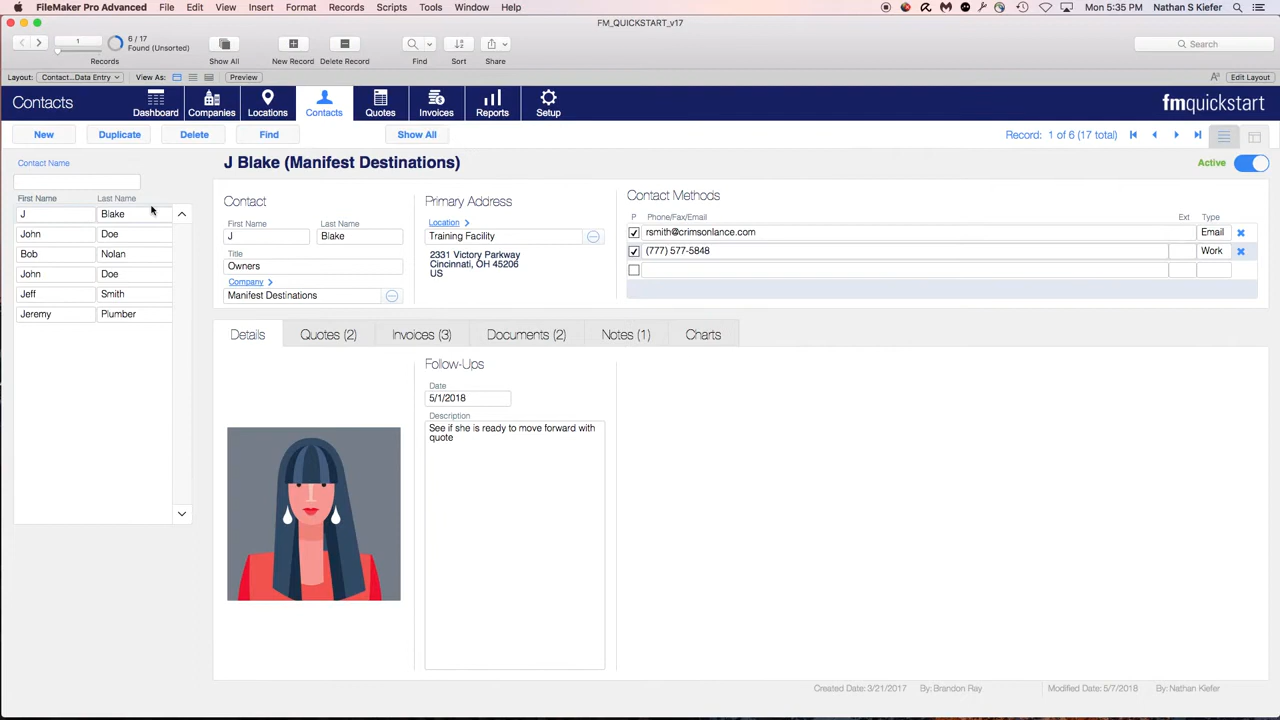 FileMaker Pro Advanced File Edit View Insert Format Records Scripts Tools Window Help Mon 5:35 PM Nathan S Kiefer
FM_QUICKSTART_v17
1 6 / 17 Found (Unsorted) Search
Records Show All New Record Delete Record Find Sort Share
Layout: Contact...Data Entry View As: Preview Edit Layout
Contacts Dashboard Companies Locations Contacts Quotes Invoices Reports Setup fmquickstart
New Duplicate Delete Find Show All Record: 1 of 6 (17 total)
Contact Name
J Blake (Manifest Destinations) Active
First Name Last Name
J Blake
John Doe
Bob Nolan
John Doe
Jeff Smith
Jeremy Plumber
Contact
First Name Last Name
J Blake
Title
Owners
Company >
Manifest Destinations
Primary Address
Location >
Training Facility
2331 Victory Parkway
Cincinnati, OH 45206
US
Contact Methods
P Phone/Fax/Email Ext Type
rsmith@crimsonlance.com Email
(777) 577-5848 Work
Details Quotes (2) Invoices (3) Documents (2) Notes (1) Charts
Follow-Ups
Date
5/1/2018
Description
See if she is ready to move forward with
quote
Created Date: 3/21/2017 By: Brandon Ray Modified Date: 5/7/2018 By: Nathan Kiefer